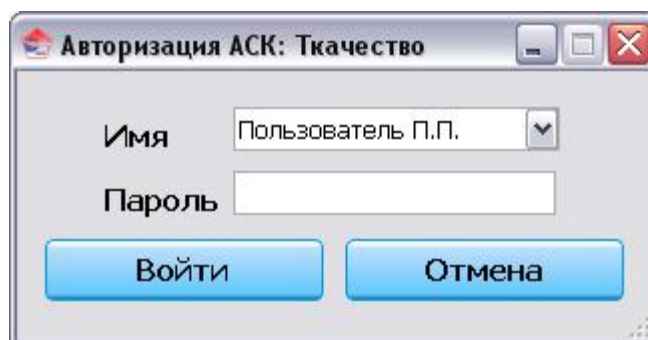 Авторизация АСК: Ткачество
Имя Пользователь П.П.
Пароль
Войти Отмена